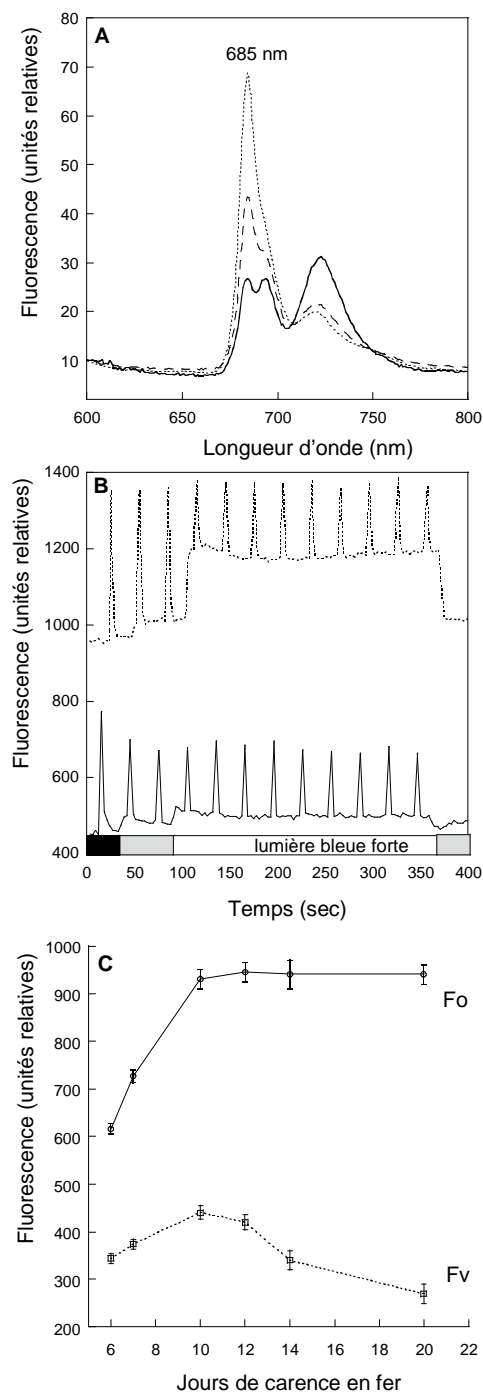 A
685 nm
80
70
60
50
40
30
20
10
Fluorescence (unités relatives)
600 650 700 750 800
Longueur d'onde (nm)
B
1400
1200
1000
800
600
400
Fluorescence (unités relatives)
lumière bleue forte
0 50 100 150 200 250 300 350 400
Temps (sec)
C
1000
900
800
700
600
500
400
300
200
Fluorescence (unités relatives)
Fo
Fv
6 8 10 12 14 16 18 20 22
Jours de carence en fer